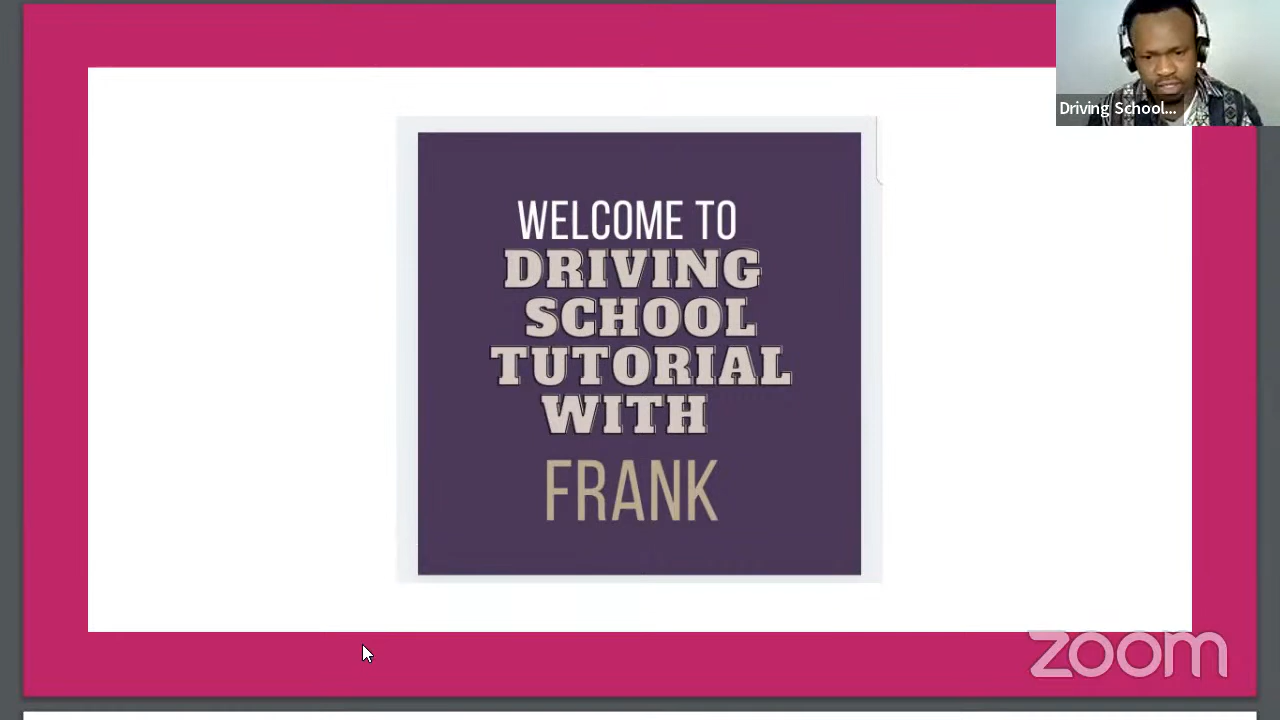 Driving School...
WELCOME TO
DRIVING
SCHOOL
TUTORIAL
WITH
FRANK
zoom